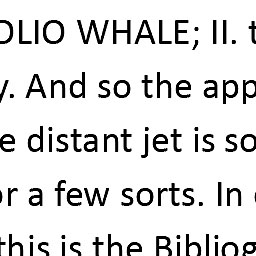 OLIO WHALE; II. t
y. And so the app
e distant jet is so
or a few sorts. In
this is the Bibliog